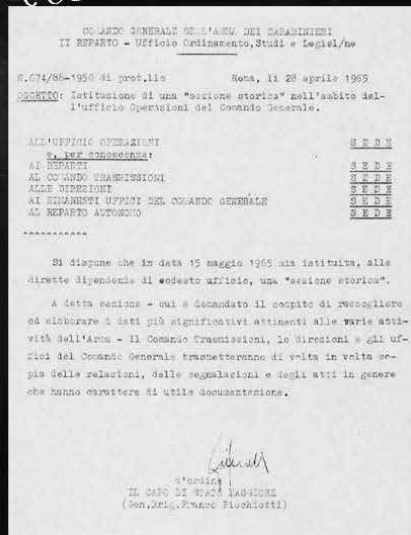 COMANDO GENERALE DELL'ARMA DEI CARABINIERI
II REPARTO - Ufficio Ordinamento, Studi e Legisl/ne
N.674/88-1950 di prot.llo Roma, li 28 aprile 1965
OGGETTO: Istituzione di una "sezione storica" nell'ambito del-
l'ufficio Operazioni del Comando Generale.
ALL'UFFICIO OPERAZIONI S E D E
e, per conoscenza:
AI REPARTI S E D E
AL COMANDO TRASMISSIONI S E D E
ALLE DIREZIONI S E D E
AI RIMANENTI UFFICI DEL COMANDO GENERALE S E D E
AL REPARTO AUTONOMO S E D E
Si dispone che in data 15 maggio 1965 sia istituita, alle
dirette dipendenze di codesto ufficio, una "sezione storica".
A detta sezione - cui è demandato il compito di raccogliere
ed elaborare i dati più significativi attinenti alle varie atti-
vità dell'Arma - il Comando Trasmissioni, le direzioni e gli uf-
fici del Comando Generale trasmetteranno di volta in volta co-
pia delle relazioni, delle segnalazioni e degli atti in genere
che hanno carattere di utile documentazione.
d'ordine
IL CAPO DI STATO MAGGIORE
(Gen.Brig.Franco Picchiotti)